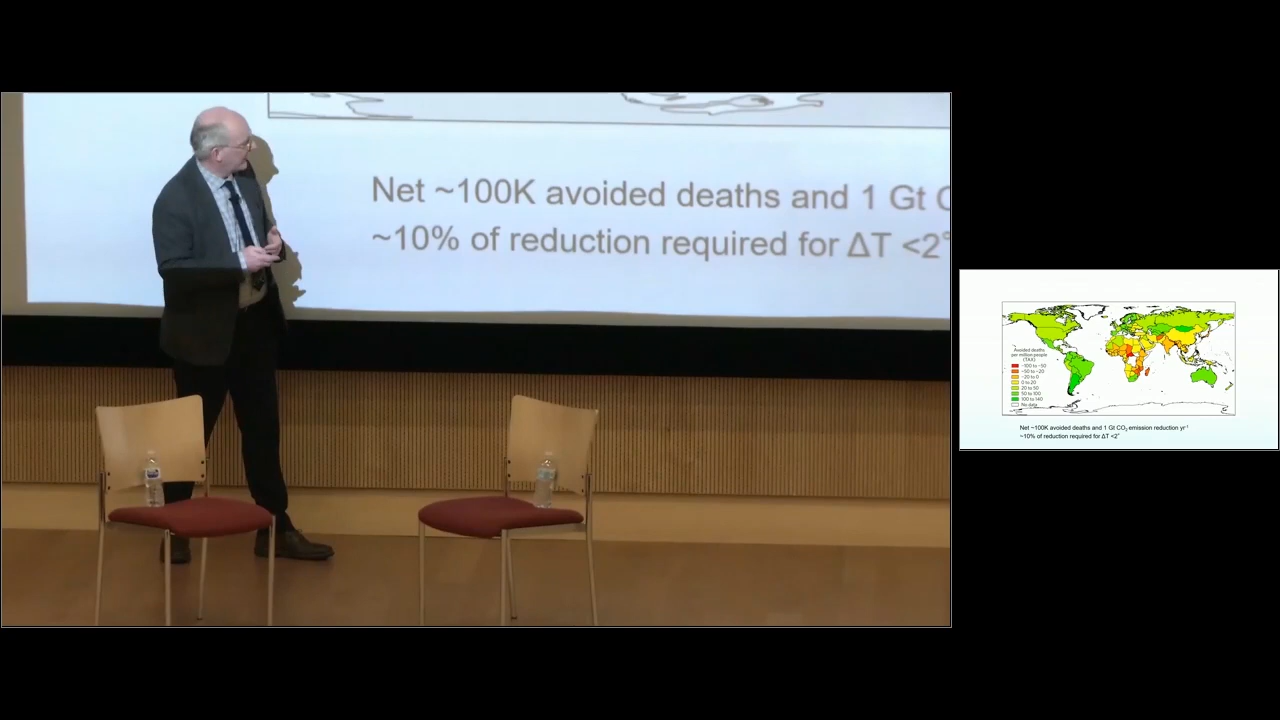 Net ~100K avoided deaths and 1 Gt C
~10% of reduction required for ΔT <2°
Avoided deaths
per million people
(TAX)
-100 to -50
-50 to -20
-20 to 0
0 to 20
20 to 50
50 to 100
100 to 140
No data
Net ~100K avoided deaths and 1 Gt CO₂ emission reduction yr⁻¹
~10% of reduction required for ΔT <2°